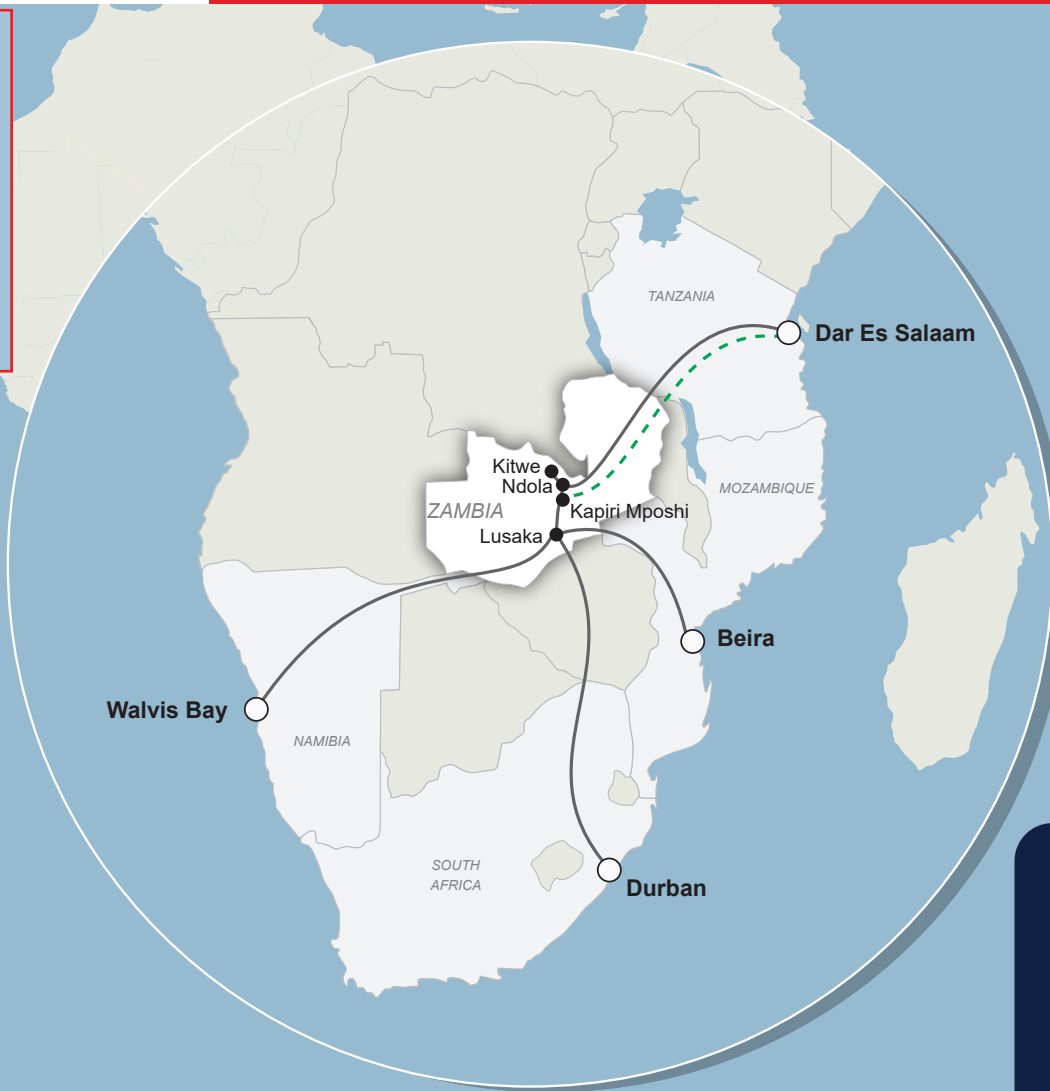 TANZANIA
Dar Es Salaam
Kitwe
Ndola
ZAMBIA
Kapiri Mposhi
MOZAMBIQUE
Lusaka
Beira
Walvis Bay
NAMIBIA
SOUTH
AFRICA
Durban